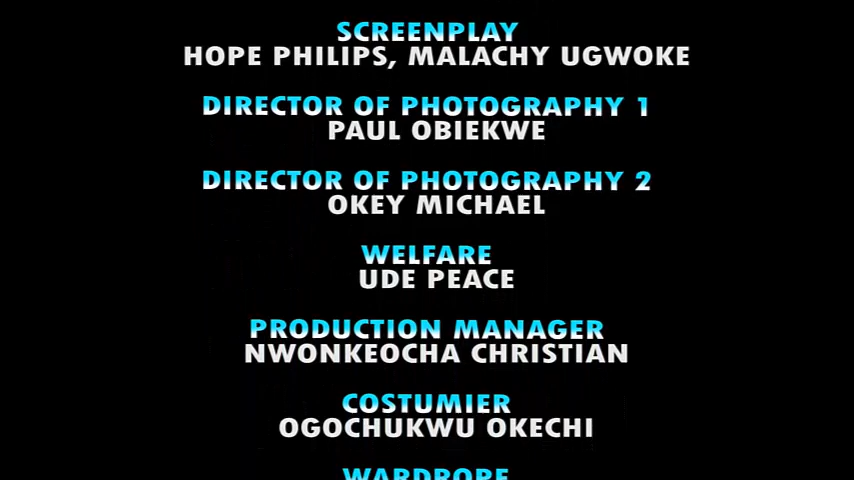 SCREENPLAY
HOPE PHILIPS, MALACHY UGWOKE
DIRECTOR OF PHOTOGRAPHY 1
PAUL OBIEKWE
DIRECTOR OF PHOTOGRAPHY 2
OKEY MICHAEL
WELFARE
UDE PEACE
PRODUCTION MANAGER
NWONKEOCHA CHRISTIAN
COSTUMIER
OGOCHUKWU OKECHI
WARDROPE